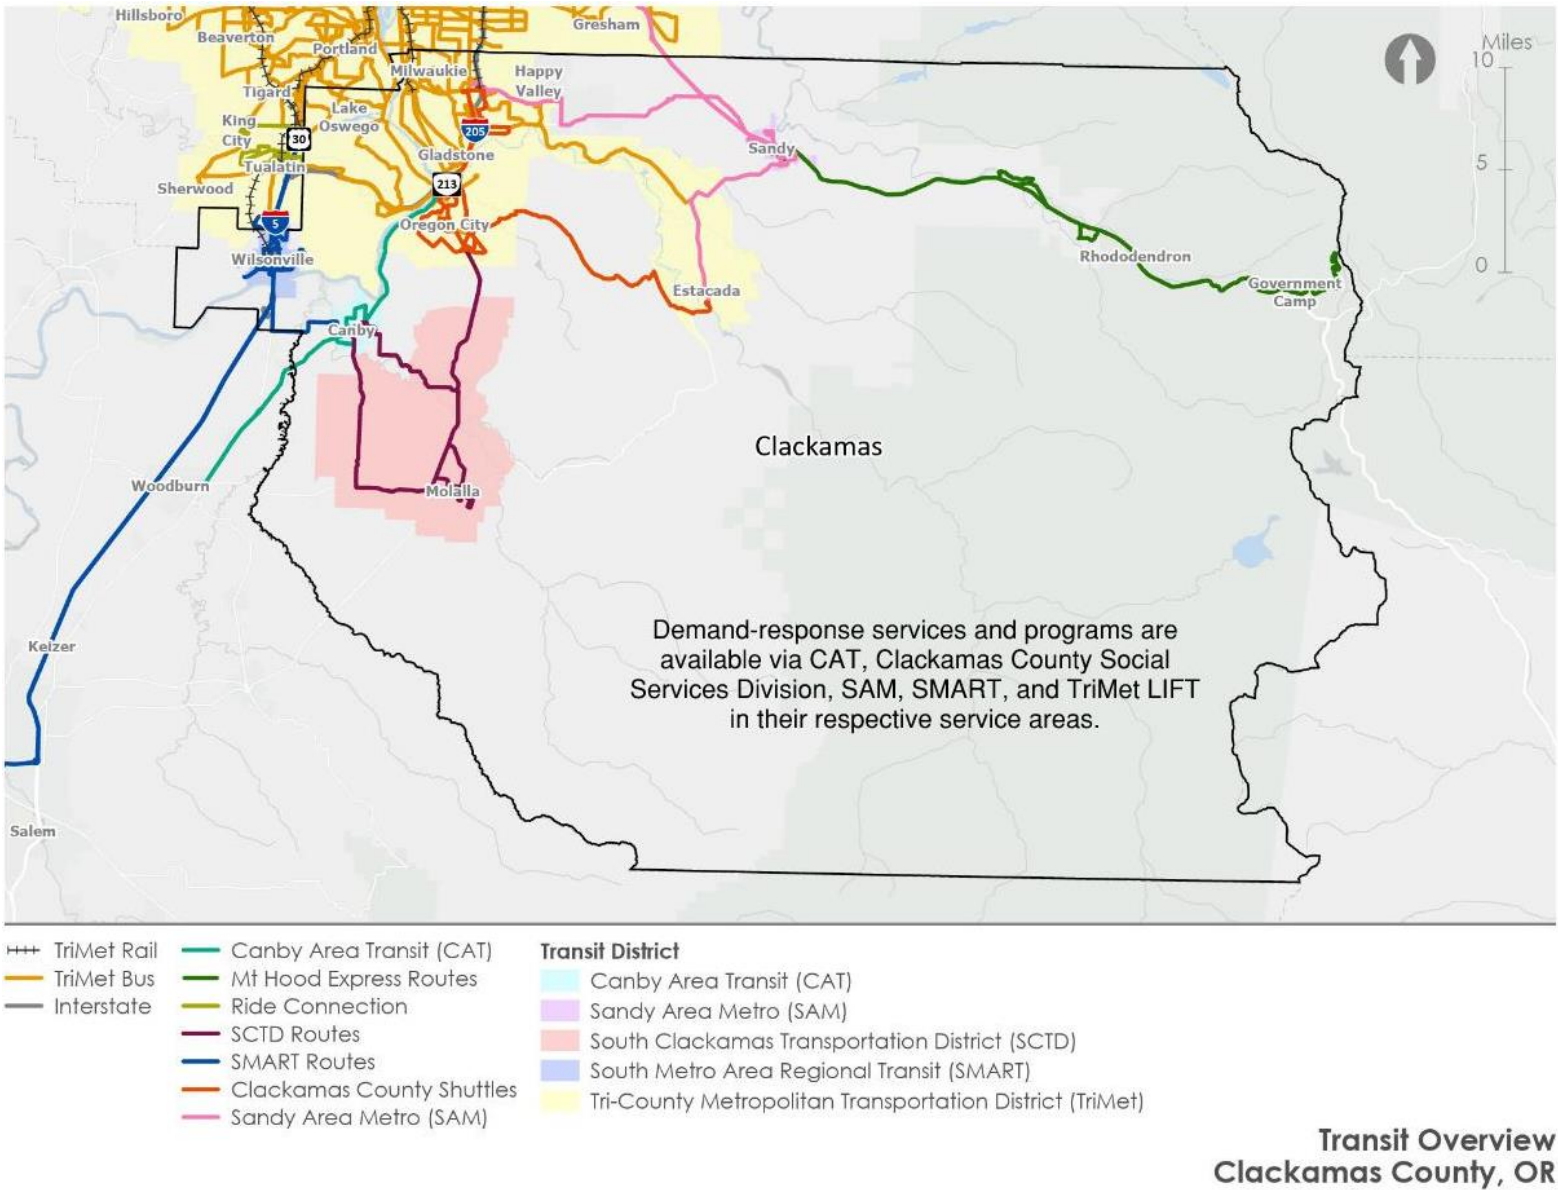 Hillsboro
Beaverton
Portland
Gresham
Milwaukie
Happy
Valley
Tigard
Lake
Oswego
King
City
30
205
Tualatin
Gladstone
Sandy
Sherwood
213
5
Oregon City
Wilsonville
Rhododendron
Estacada
Government
Camp
Canby
Clackamas
Woodburn
Molalla
Keizer
Salem
Miles
10
5
0
Demand-response services and programs are
available via CAT, Clackamas County Social
Services Division, SAM, SMART, and TriMet LIFT
in their respective service areas.
TriMet Rail
TriMet Bus
Interstate
Canby Area Transit (CAT)
Mt Hood Express Routes
Ride Connection
SCTD Routes
SMART Routes
Clackamas County Shuttles
Sandy Area Metro (SAM)
Transit District
Canby Area Transit (CAT)
Sandy Area Metro (SAM)
South Clackamas Transportation District (SCTD)
South Metro Area Regional Transit (SMART)
Tri-County Metropolitan Transportation District (TriMet)
Transit Overview
Clackamas County, OR